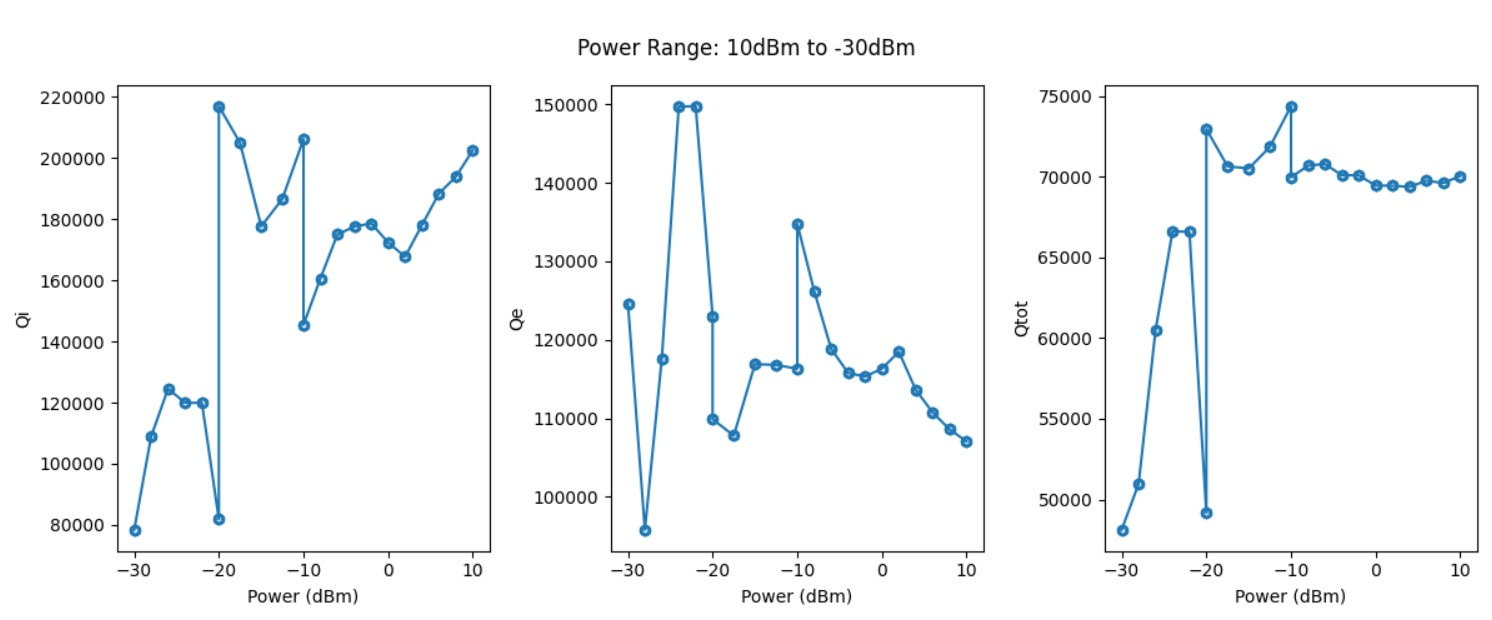 Power Range: 10dBm to -30dBm
Qi
220000
200000
180000
160000
140000
120000
100000
80000
−30 −20 −10 0 10
Power (dBm)
Qe
150000
140000
130000
120000
110000
100000
−30 −20 −10 0 10
Power (dBm)
Qtot
75000
70000
65000
60000
55000
50000
−30 −20 −10 0 10
Power (dBm)